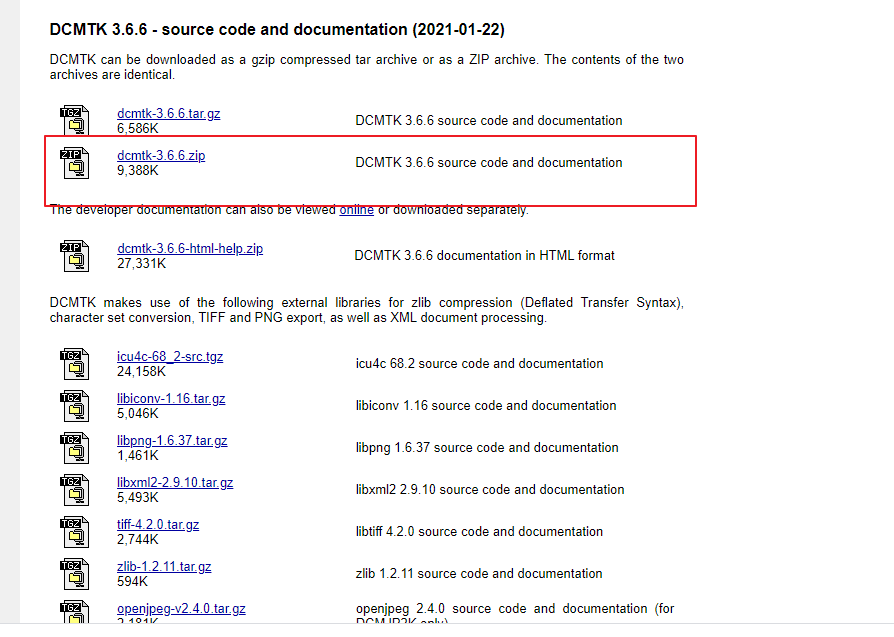 DCMTK 3.6.6 - source code and documentation (2021-01-22)
DCMTK can be downloaded as a gzip compressed tar archive or as a ZIP archive. The contents of the two
archives are identical.
TGZ dcmtk-3.6.6.tar.gz
6,586K
DCMTK 3.6.6 source code and documentation
ZIP dcmtk-3.6.6.zip
9,388K
DCMTK 3.6.6 source code and documentation
The developer documentation can also be viewed online or downloaded separately.
ZIP dcmtk-3.6.6-html-help.zip
27,331K
DCMTK 3.6.6 documentation in HTML format
DCMTK makes use of the following external libraries for zlib compression (Deflated Transfer Syntax),
character set conversion, TIFF and PNG export, as well as XML document processing.
TGZ icu4c-68_2-src.tgz
24,158K
icu4c 68.2 source code and documentation
TGZ libiconv-1.16.tar.gz
5,046K
libiconv 1.16 source code and documentation
TGZ libpng-1.6.37.tar.gz
1,461K
libpng 1.6.37 source code and documentation
TGZ libxml2-2.9.10.tar.gz
5,493K
libxml2 2.9.10 source code and documentation
TGZ tiff-4.2.0.tar.gz
2,744K
libtiff 4.2.0 source code and documentation
TGZ zlib-1.2.11.tar.gz
594K
zlib 1.2.11 source code and documentation
TGZ openjpeg-v2.4.0.tar.gz
2,181K
openjpeg 2.4.0 source code and documentation (for
DCMJP2K only)